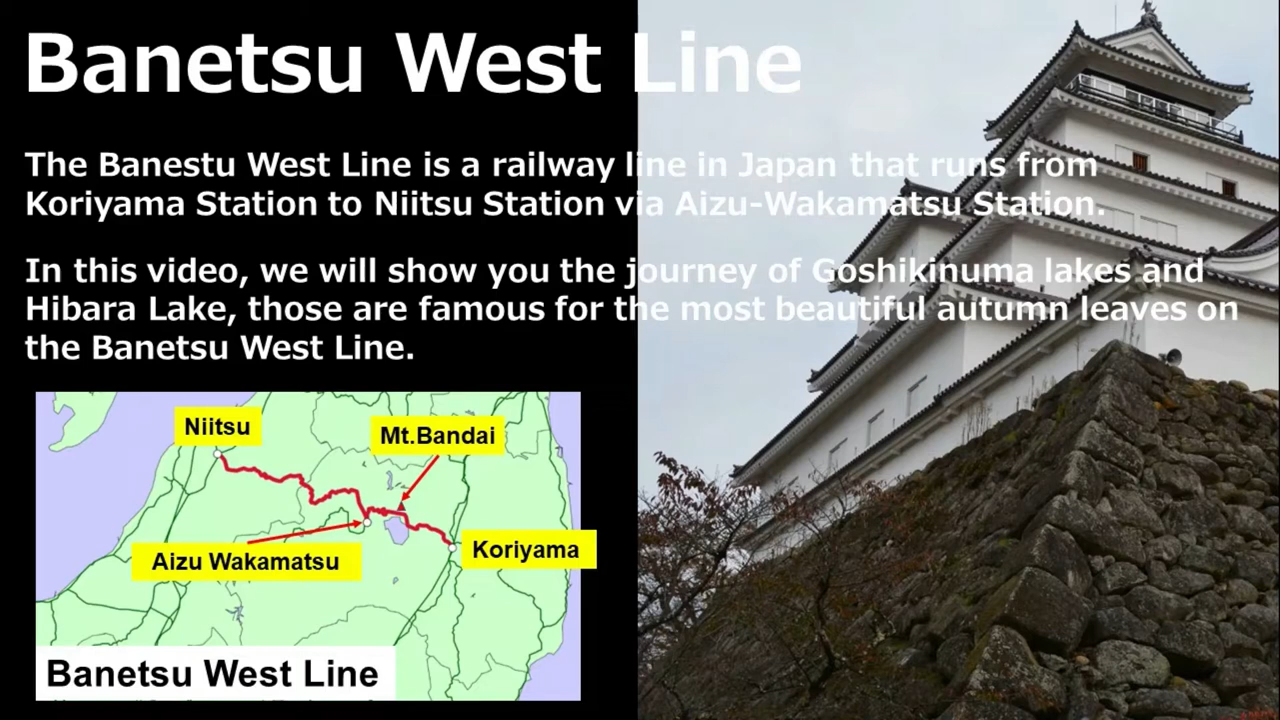 Banetsu West Line
The Banestu West Line is a railway line in Japan that runs from
Koriyama Station to Niitsu Station via Aizu-Wakamatsu Station.
In this video, we will show you the journey of Goshikinuma lakes and
Hibara Lake, those are famous for the most beautiful autumn leaves on
the Banetsu West Line.
Niitsu
Mt.Bandai
Koriyama
Aizu Wakamatsu
Banetsu West Line